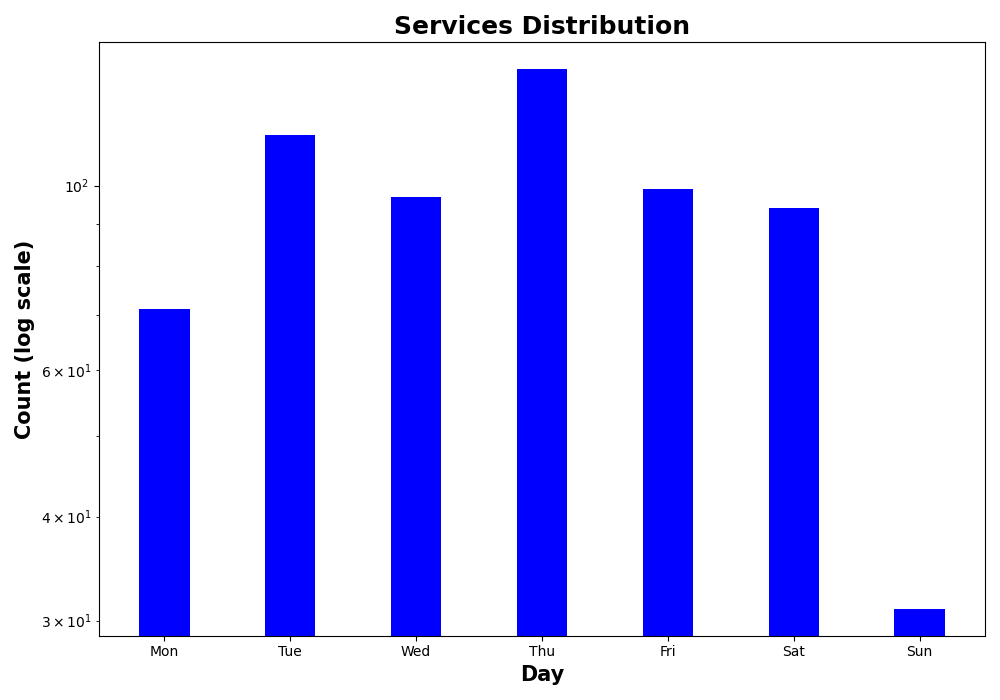 Services Distribution
Count (log scale)
10²
6 × 10¹
4 × 10¹
3 × 10¹
Mon Tue Wed Thu Fri Sat Sun
Day